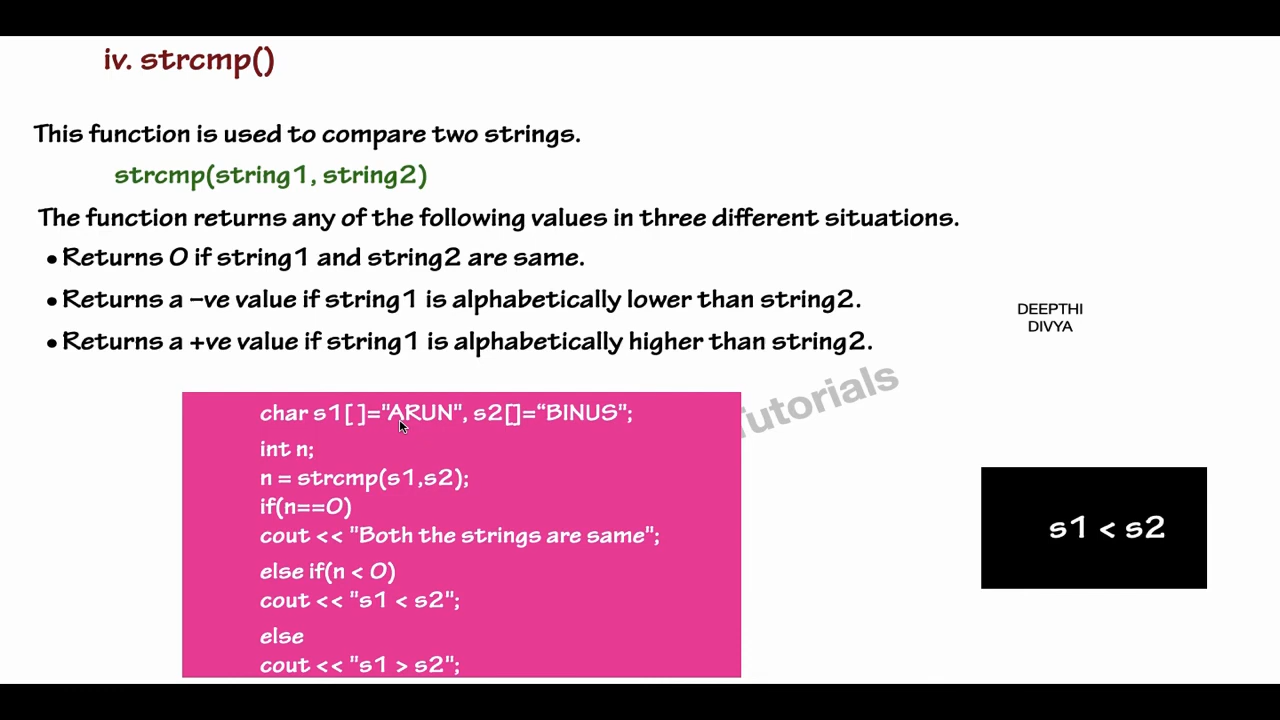 iv. strcmp()
This function is used to compare two strings.
strcmp(string1, string2)
The function returns any of the following values in three different situations.
• Returns 0 if string1 and string2 are same.
• Returns a –ve value if string1 is alphabetically lower than string2.
• Returns a +ve value if string1 is alphabetically higher than string2.
DEEPTHI
DIVYA
Tutorials
char s1[ ]="ARUN", s2[]=“BINUS";
int n;
n = strcmp(s1,s2);
if(n==0)
cout << "Both the strings are same";
else if(n < 0)
cout << "s1 < s2";
else
cout << "s1 > s2";
s1 < s2